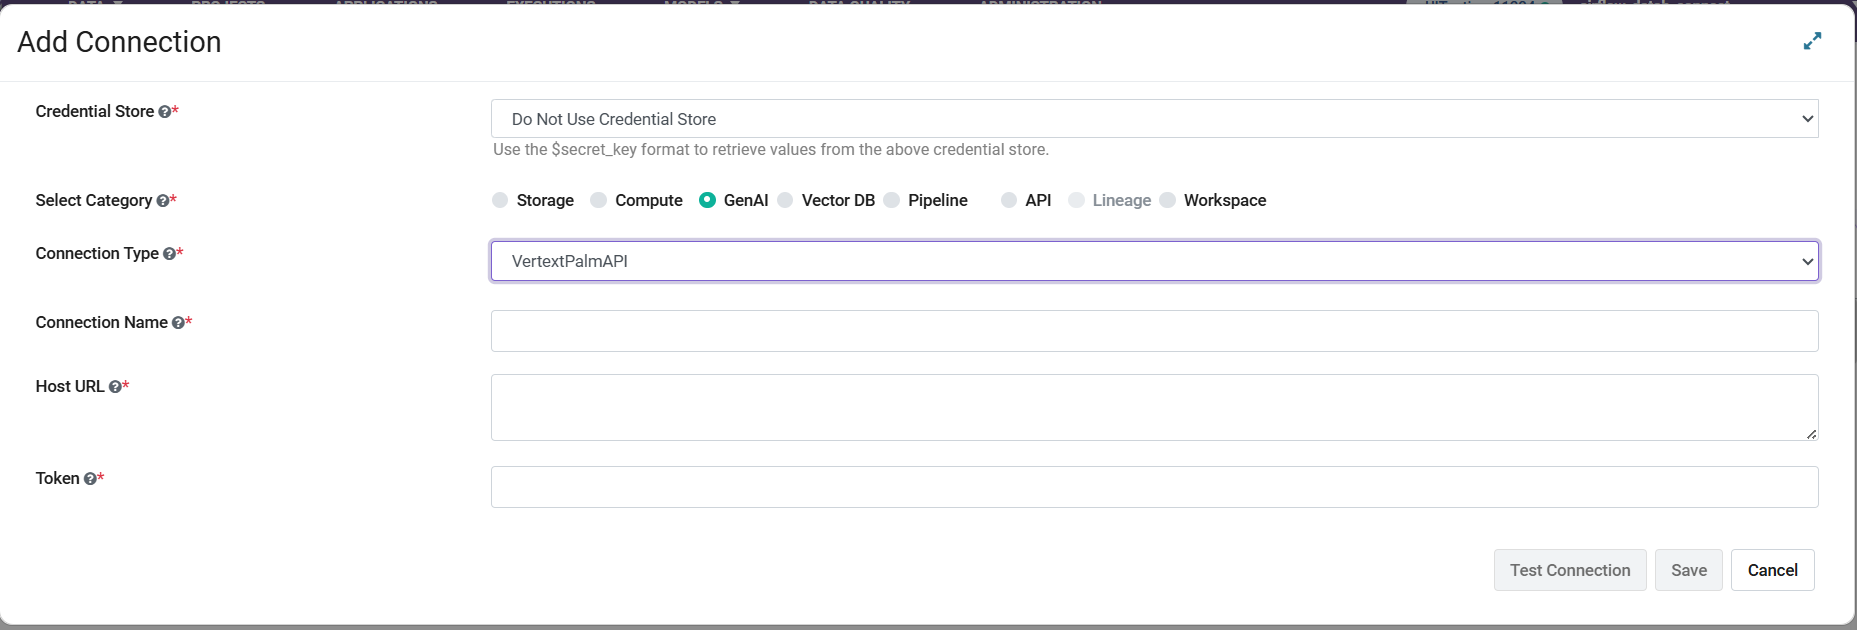 Add Connection
Credential Store ?*
Do Not Use Credential Store
Use the $secret_key format to retrieve values from the above credential store.
Select Category ?*
Storage Compute GenAI Vector DB Pipeline API Lineage Workspace
Connection Type ?*
VertextPalmAPI
Connection Name ?*
Host URL ?*
Token ?*
Test Connection Save Cancel